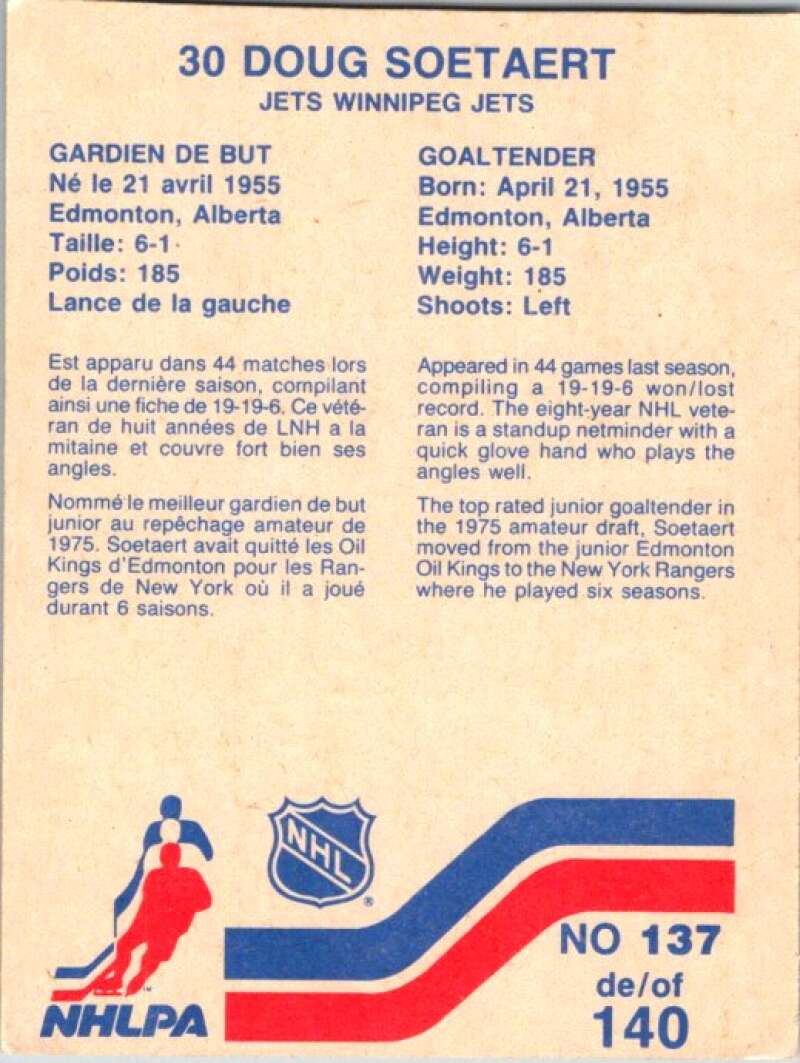 30 DOUG SOETAERT
JETS WINNIPEG JETS
GARDIEN DE BUT
Né le 21 avril 1955
Edmonton, Alberta
Taille: 6-1
Poids: 185
Lance de la gauche
Est apparu dans 44 matches lors
de la dernière saison, compilant
ainsi une fiche de 19-19-6. Ce vété-
ran de huit années de LNH a la
mitaine et couvre fort bien ses
angles.
Nommé le meilleur gardien de but
junior au repêchage amateur de
1975. Soetaert avait quitté les Oil
Kings d'Edmonton pour les Ran-
gers de New York où il a joué
durant 6 saisons.
GOALTENDER
Born: April 21, 1955
Edmonton, Alberta
Height: 6-1
Weight: 185
Shoots: Left
Appeared in 44 games last season,
compiling a 19-19-6 won/lost
record. The eight-year NHL vete-
ran is a standup netminder with a
quick glove hand who plays the
angles well.
The top rated junior goaltender in
the 1975 amateur draft, Soetaert
moved from the junior Edmonton
Oil Kings to the New York Rangers
where he played six seasons.
NHLPA
TM
NHL
®
NO 137
de/of
140